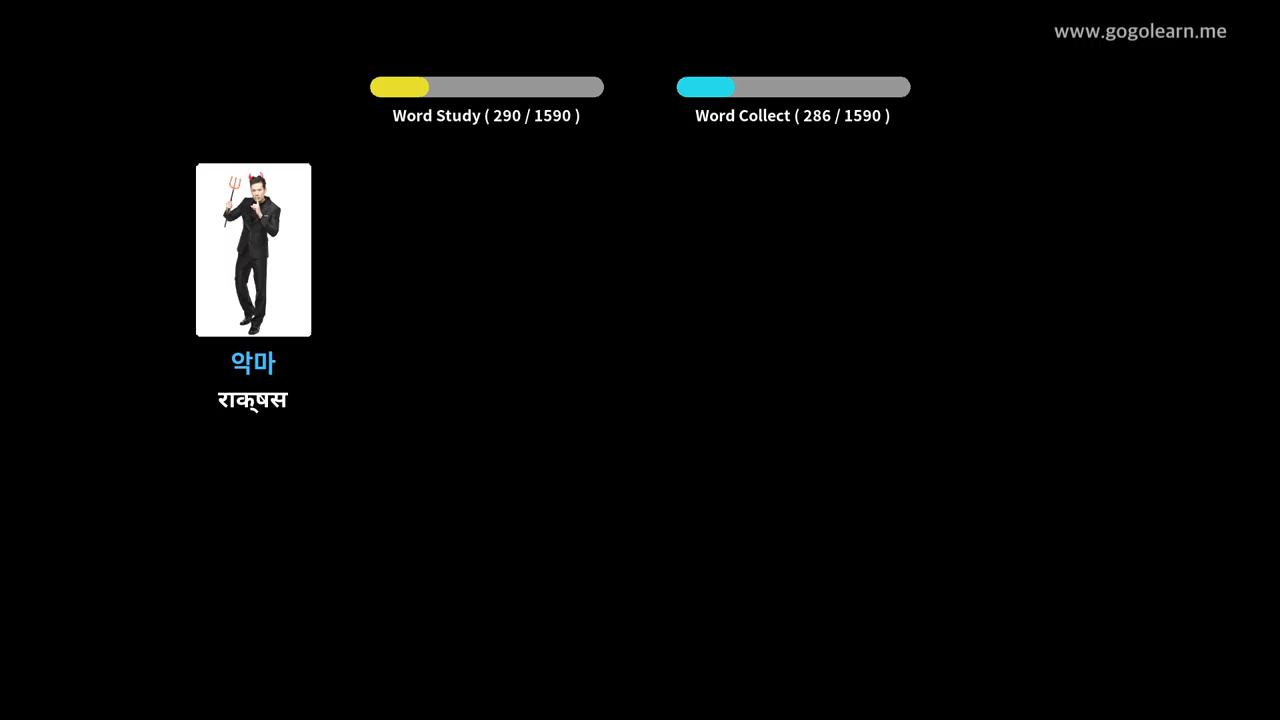 www.gogolearn.me
Word Study ( 290 / 1590 )
Word Collect ( 286 / 1590 )
악마
राक्षस